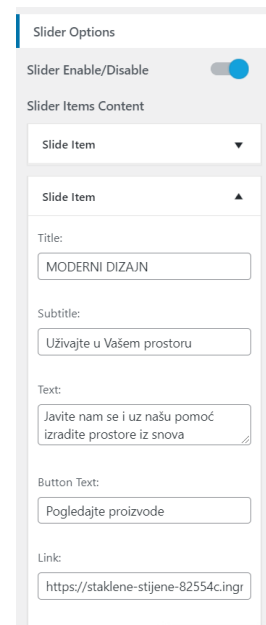 Slider Options
Slider Enable/Disable
Slider Items Content
Slide Item
Slide Item
Title:
MODERNI DIZAJN
Subtitle:
Uživajte u Vašem prostoru
Text:
Javite nam se i uz našu pomoć
izradite prostore iz snova
Button Text:
Pogledajte proizvode
Link:
https://staklene-stijene-82554c.ingr